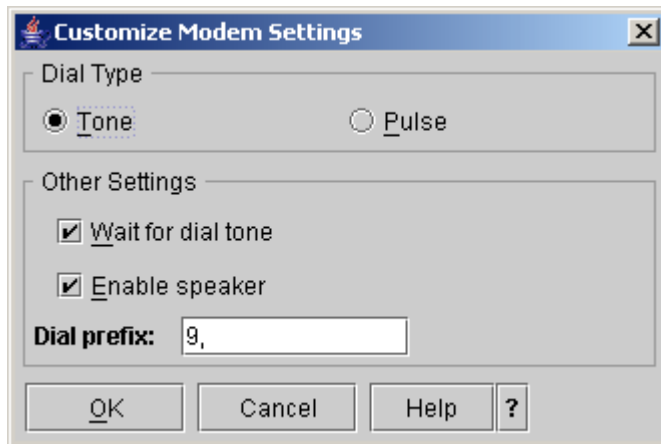 Customize Modem Settings
Dial Type
Tone Pulse
Other Settings
Wait for dial tone
Enable speaker
Dial prefix: 9,
OK Cancel Help ?